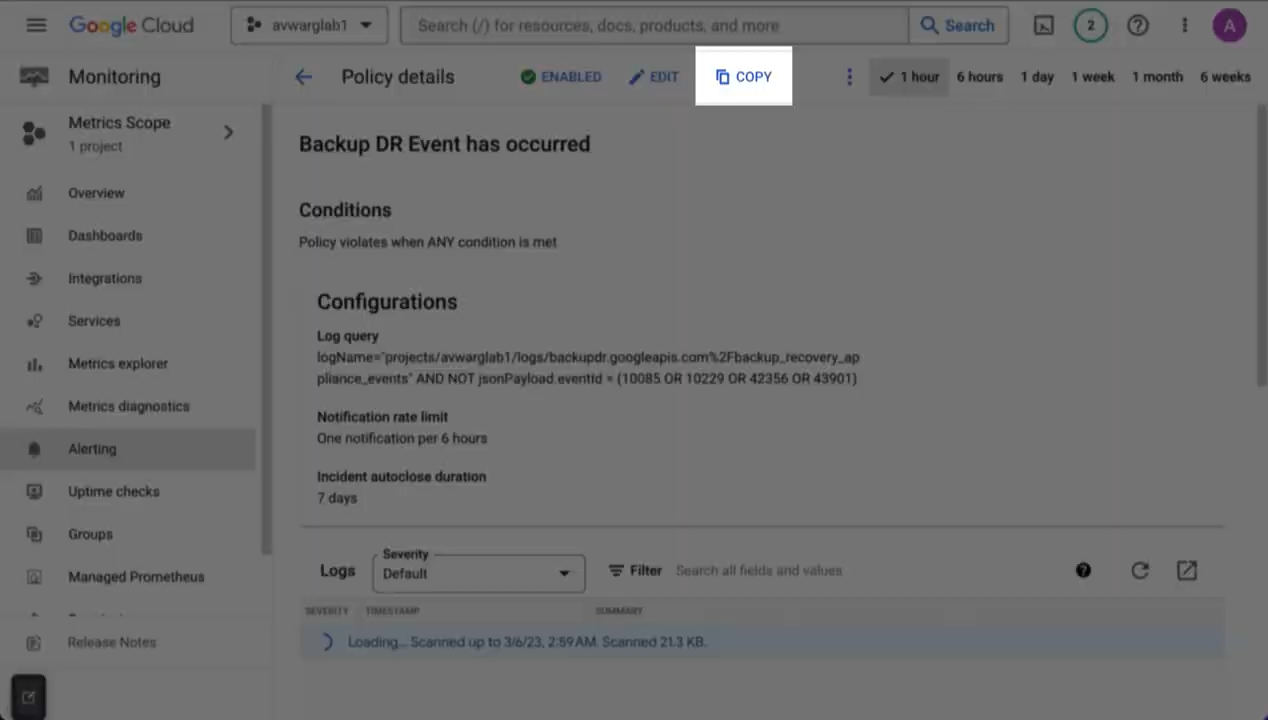 Google Cloud
avwarglab1
Search (/) for resources, docs, products, and more
Search
2
A
Monitoring
Policy details
ENABLED
EDIT
COPY
1 hour
6 hours
1 day
1 week
1 month
6 weeks
Metrics Scope
1 project
Overview
Dashboards
Integrations
Services
Metrics explorer
Metrics diagnostics
Alerting
Uptime checks
Groups
Managed Prometheus
Release Notes
Backup DR Event has occurred
Conditions
Policy violates when ANY condition is met
Configurations
Log query
logName="projects/avwarglab1/logs/backupdr.googleapis.com%2Fbackup_recovery_ap
pliance_events" AND NOT jsonPayload.eventId = (10085 OR 10229 OR 42356 OR 43901)
Notification rate limit
One notification per 6 hours
Incident autoclose duration
7 days
Logs
Severity
Default
Filter
Search all fields and values
SEVERITY
TIMESTAMP
SUMMARY
Loading... Scanned up to 3/6/23, 2:59 AM. Scanned 21.3 KB.